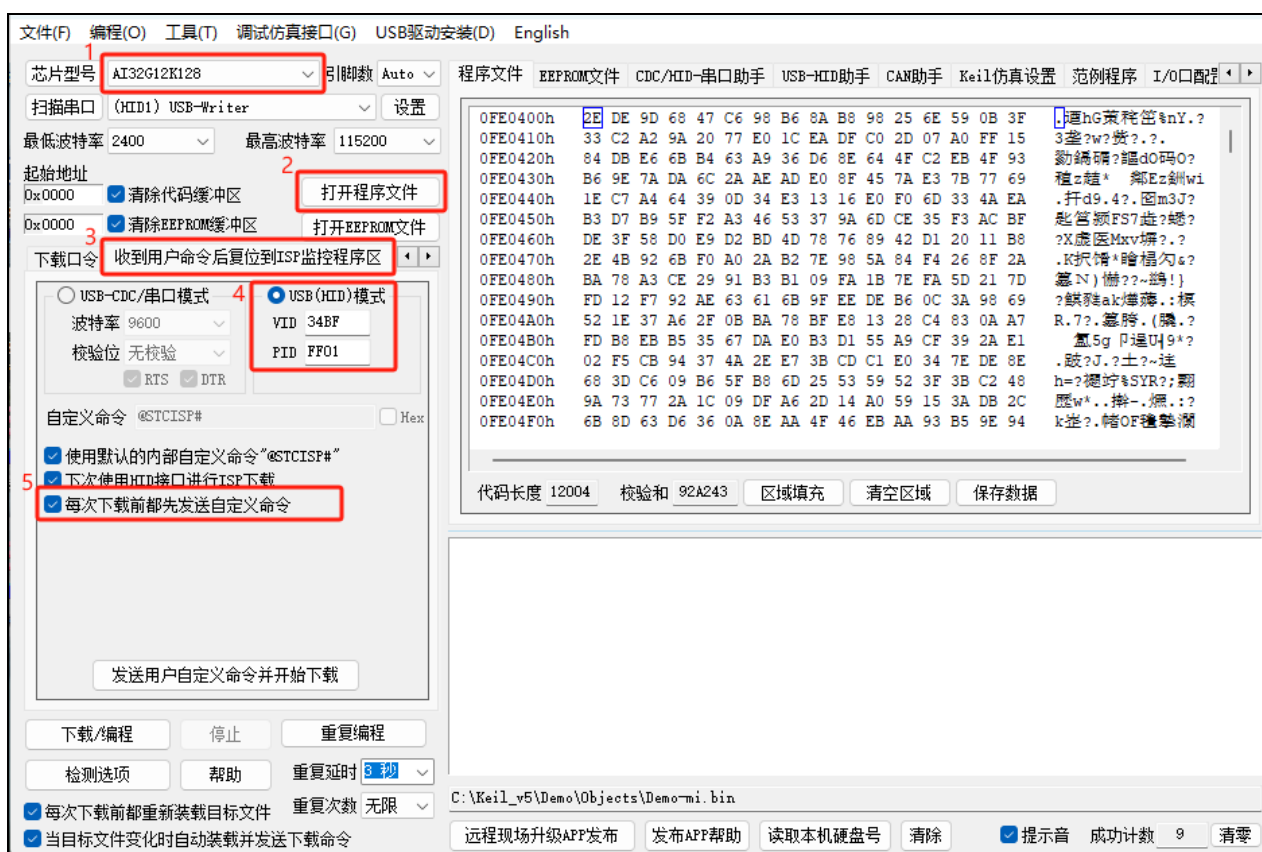 文件(F) 编程(O) 工具(T) 调试仿真接口(G) USB驱动安装(D) English
1
芯片型号 AI32G12K128 引脚数 Auto
扫描串口 (HID1) USB-Writer 设置
最低波特率 2400 最高波特率 115200
起始地址
2
0x0000 清除代码缓冲区 打开程序文件
0x0000 清除EEPROM缓冲区 打开EEPROM文件
3
下载口令 收到用户命令后复位到ISP监控程序区
USB-CDC/串口模式 4 USB(HID)模式
波特率 9600 VID 34BF
校验位 无校验 PID FF01
RTS DTR
自定义命令 @STCISP# Hex
使用默认的内部自定义命令"@STCISP#"
5 下次使用HID接口进行ISP下载
每次下载前都先发送自定义命令
发送用户自定义命令并开始下载
下载/编程 停止 重复编程
检测选项 帮助 重复延时 3 秒
每次下载前都重新装载目标文件 重复次数 无限
当目标文件变化时自动装载并发送下载命令
程序文件 EEPROM文件 CDC/HID-串口助手 USB-HID助手 CAN助手 Keil仿真设置 范例程序 I/O口配
0FE0400h 2E DE 9D 68 47 C6 98 B6 8A B8 98 25 6E 59 0B 3F
0FE0410h 33 C2 A2 9A 20 77 E0 1C EA DF C0 2D 07 A0 FF 15
0FE0420h 84 DB E6 6B B4 63 A9 36 D6 8E 64 4F C2 EB 4F 93
0FE0430h B6 9E 7A DA 6C 2A AE AD E0 8F 45 7A E3 7B 77 69
0FE0440h 1E C7 A4 64 39 0D 34 E3 13 16 E0 F0 6D 33 4A EA
0FE0450h B3 D7 B9 5F F2 A3 46 53 37 9A 6D CE 35 F3 AC BF
0FE0460h DE 3F 58 D0 E9 D2 BD 4D 78 76 89 42 D1 20 11 B8
0FE0470h 2E 4B 92 6B F0 A0 2A B2 7E 98 5A 84 F4 26 8F 2A
0FE0480h BA 78 A3 CE 29 91 B3 B1 09 FA 1B 7E FA 5D 21 7D
0FE0490h FD 12 F7 92 AE 63 61 6B 9F EE DE B6 0C 3A 98 69
0FE04A0h 52 1E 37 A6 2F 0B BA 78 BF E8 13 28 C4 83 0A A7
0FE04B0h FD B8 EB B5 35 67 DA E0 B3 D1 55 A9 CF 39 2A E1
0FE04C0h 02 F5 CB 94 37 4A 2E E7 3B CD C1 E0 34 7E DE 8E
0FE04D0h 68 3D C6 09 B6 5F B8 6D 25 53 59 52 3F 3B C2 48
0FE04E0h 9A 73 77 2A 1C 09 DF A6 2D 14 A0 59 15 3A DB 2C
0FE04F0h 6B 8D 63 D6 36 0A 8E AA 4F 46 EB AA 93 B5 9E 94
代码长度 12004 校验和 92A243 区域填充 清空区域 保存数据
C:\Keil_v5\Demo\Objects\Demo-mi.bin
远程现场升级APP发布 发布APP帮助 读取本机硬盘号 清除 提示音 成功计数 9 清零